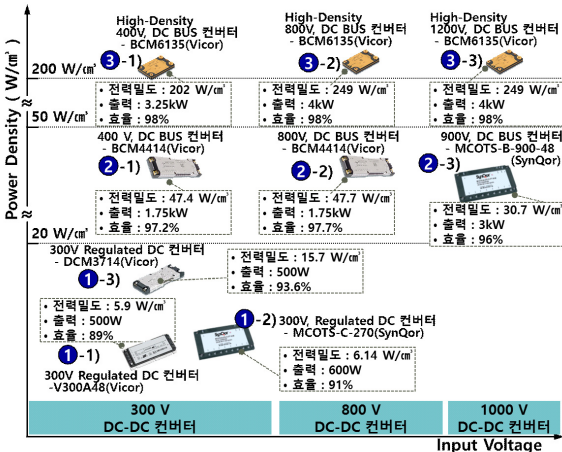 High-Density
400V, DC BUS 컨버터
- BCM6135(Vicor)
3-1)
High-Density
800V, DC BUS 컨버터
- BCM6135(Vicor)
3-2)
High-Density
1200V, DC BUS 컨버터
- BCM6135(Vicor)
3-3)
200 W/㎤
• 전력밀도 : 202 W/㎤
• 출력 : 3.25kW
• 효율 : 98%
• 전력밀도 : 249 W/㎤
• 출력 : 4kW
• 효율 : 98%
• 전력밀도 : 249 W/㎤
• 출력 : 4kW
• 효율 : 98%
50 W/㎤
400 V, DC BUS 컨버터
- BCM4414(Vicor)
2-1)
800V, DC BUS 컨버터
- BCM4414(Vicor)
2-2)
900V, DC BUS 컨버터
- MCOTS-B-900-48
(SynQor)
2-3)
SynQor
• 전력밀도 : 47.4 W/㎤
• 출력 : 1.75kW
• 효율 : 97.2%
• 전력밀도 : 47.7 W/㎤
• 출력 : 1.75kW
• 효율 : 97.7%
• 전력밀도 : 30.7 W/㎤
• 출력 : 3kW
• 효율 : 96%
20 W/㎤
300V Regulated DC 컨버터
- DCM3714(Vicor)
1-3)
• 전력밀도 : 15.7 W/㎤
• 출력 : 500W
• 효율 : 93.6%
• 전력밀도 : 5.9 W/㎤
• 출력 : 500W
• 효율 : 89%
1-1)
300V Regulated DC 컨버터
-V300A48(Vicor)
1-2)
300V, Regulated DC 컨버터
- MCOTS-C-270(SynQor)
SynQor
• 전력밀도 : 6.14 W/㎤
• 출력 : 600W
• 효율 : 91%
Power Density ( W/㎤)
300 V
DC-DC 컨버터
800 V
DC-DC 컨버터
1000 V
DC-DC 컨버터
Input Voltage